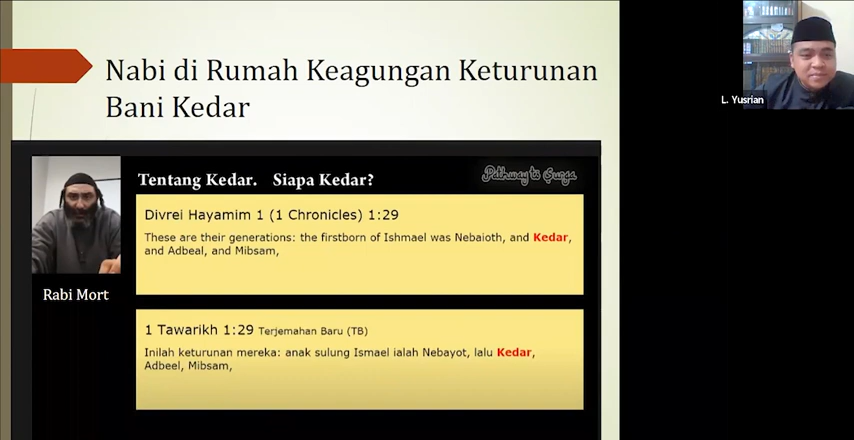 Nabi di Rumah Keagungan Keturunan
Bani Kedar
Tentang Kedar. Siapa Kedar?
Pathway to Surga
Divrei Hayamim 1 (1 Chronicles) 1:29
These are their generations: the firstborn of Ishmael was Nebaioth, and Kedar,
and Adbeal, and Mibsam,
Rabi Mort
1 Tawarikh 1:29 Terjemahan Baru (TB)
Inilah keturunan mereka: anak sulung Ismael ialah Nebayot, lalu Kedar,
Adbeel, Mibsam,
L. Yusrian